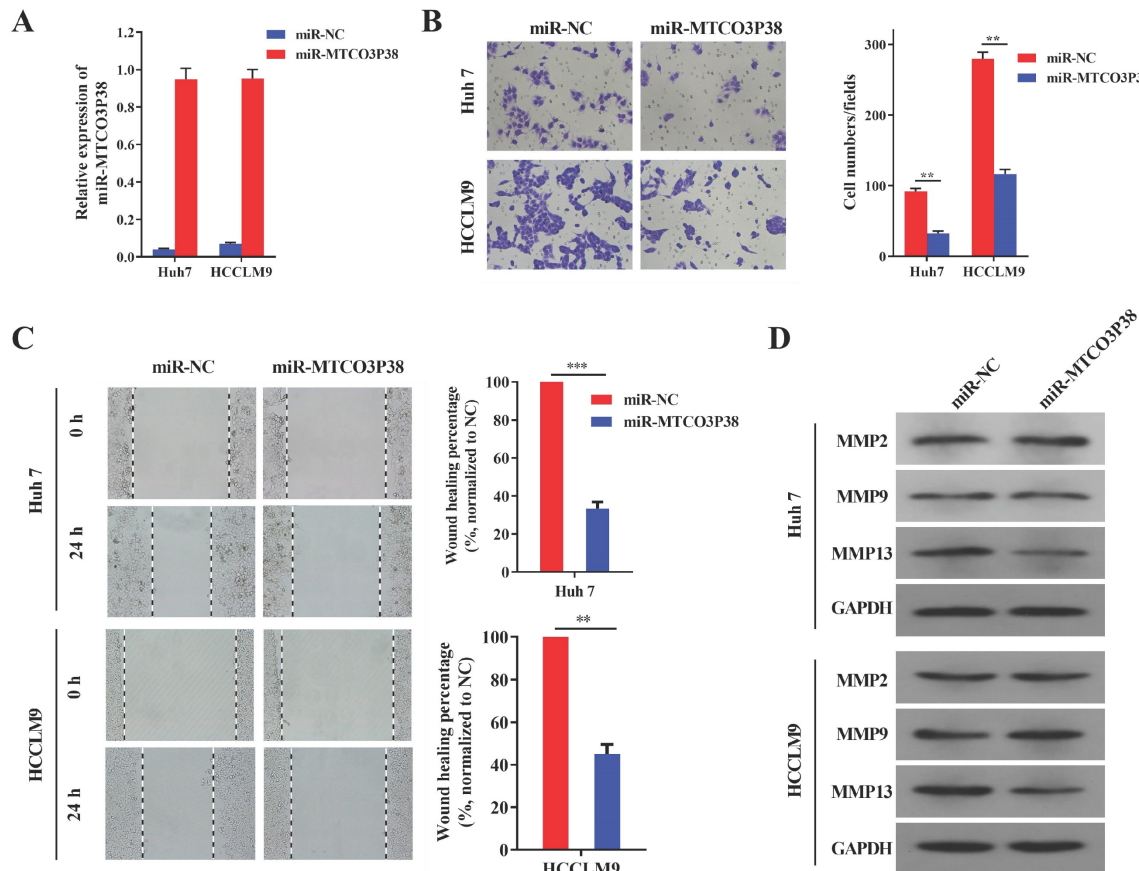 A
Relative expression of
miR-MTCO3P38
1.2
1.0
0.8
0.6
0.4
0.2
0.0
miR-NC
miR-MTCO3P38
Huh7
HCCLM9
B
miR-NC
miR-MTCO3P38
Huh 7
HCCLM9
Cell numbers/fields
300
200
100
0
**
**
miR-NC
miR-MTCO3P3
Huh7
HCCLM9
C
miR-NC
miR-MTCO3P38
Huh 7
0 h
24 h
HCCLM9
0 h
24 h
Wound healing percentage
(%, normalized to NC)
100
80
60
40
20
0
***
miR-NC
miR-MTCO3P38
Huh 7
Wound healing percentage
(%, normalized to NC)
100
80
60
40
20
0
**
HCCLM9
D
miR-NC
miR-MTCO3P38
Huh 7
MMP2
MMP9
MMP13
GAPDH
HCCLM9
MMP2
MMP9
MMP13
GAPDH